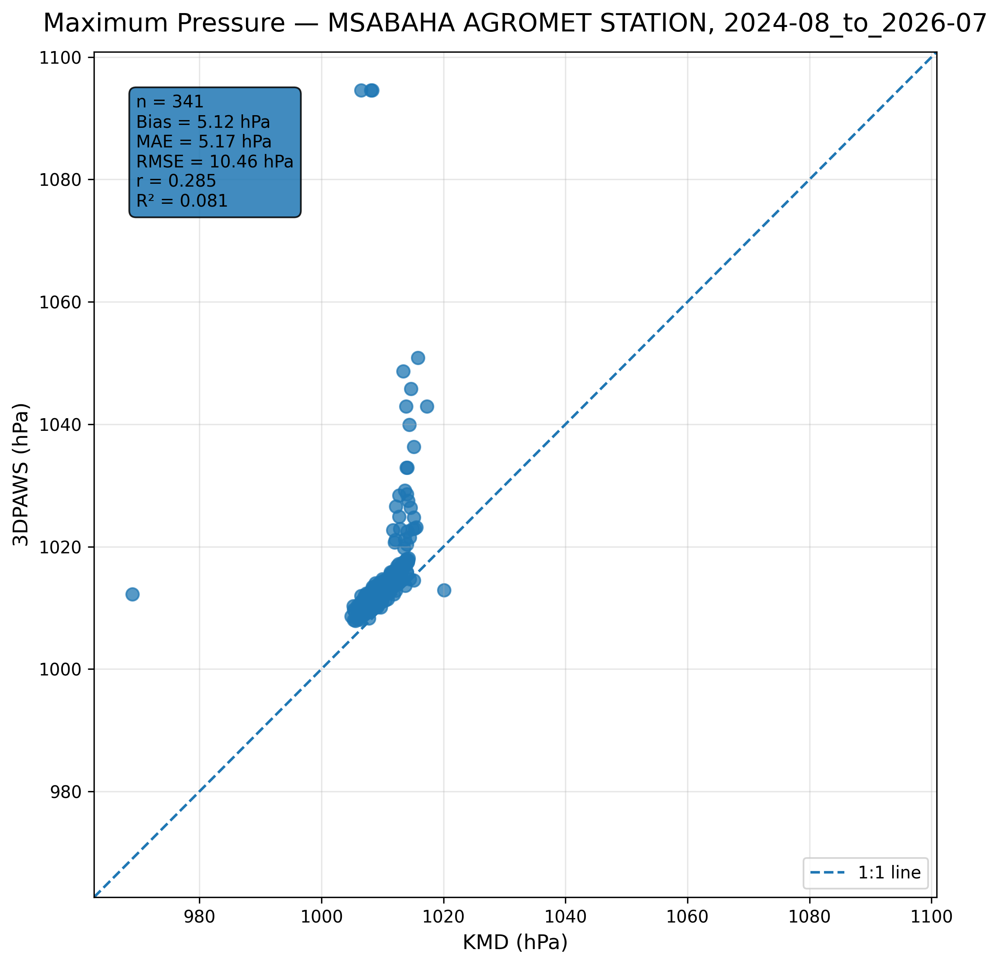 Maximum Pressure — MSABAHA AGROMET STATION, 2024-08_to_2026-07
1100
1080
1060
1040
1020
1000
980
3DPAWS (hPa)
n = 341
Bias = 5.12 hPa
MAE = 5.17 hPa
RMSE = 10.46 hPa
r = 0.285
R² = 0.081
1:1 line
980
1000
1020
1040
1060
1080
1100
KMD (hPa)